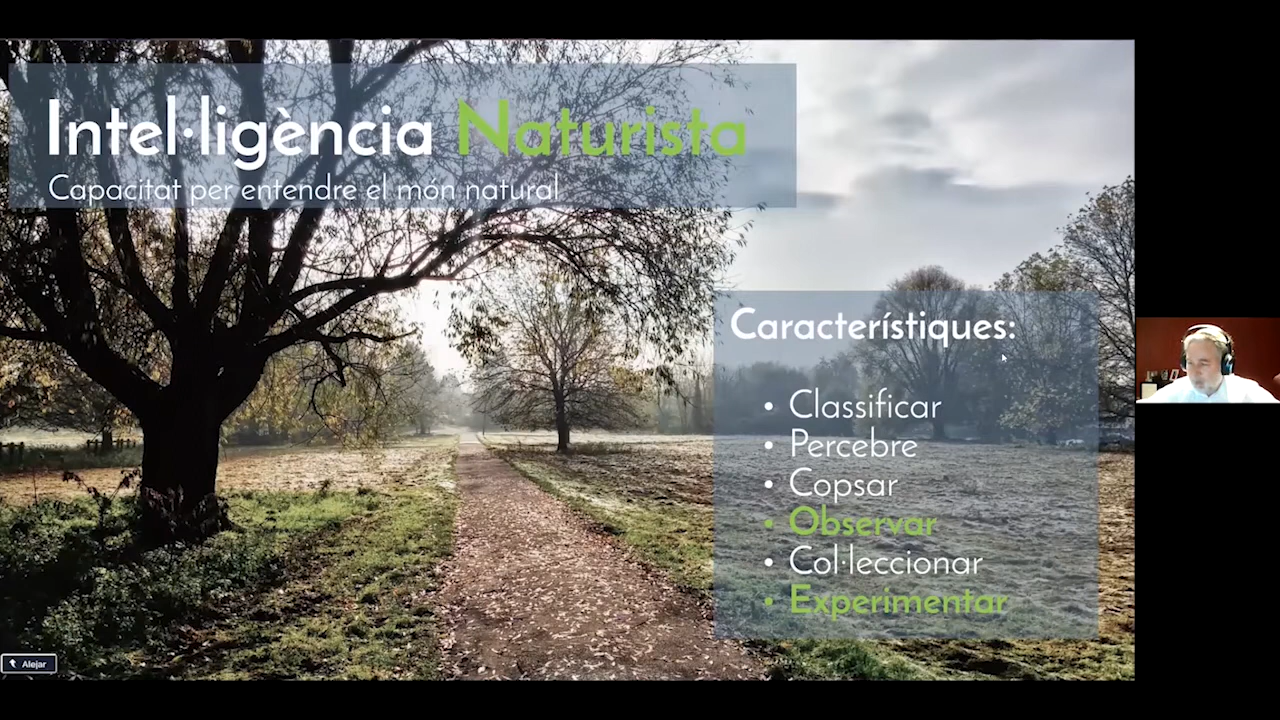 Intel·ligència Naturista
Capacitat per entendre el món natural
Característiques:
• Classificar
• Percebre
• Copsar
• Observar
• Col·leccionar
• Experimentar
Alejar